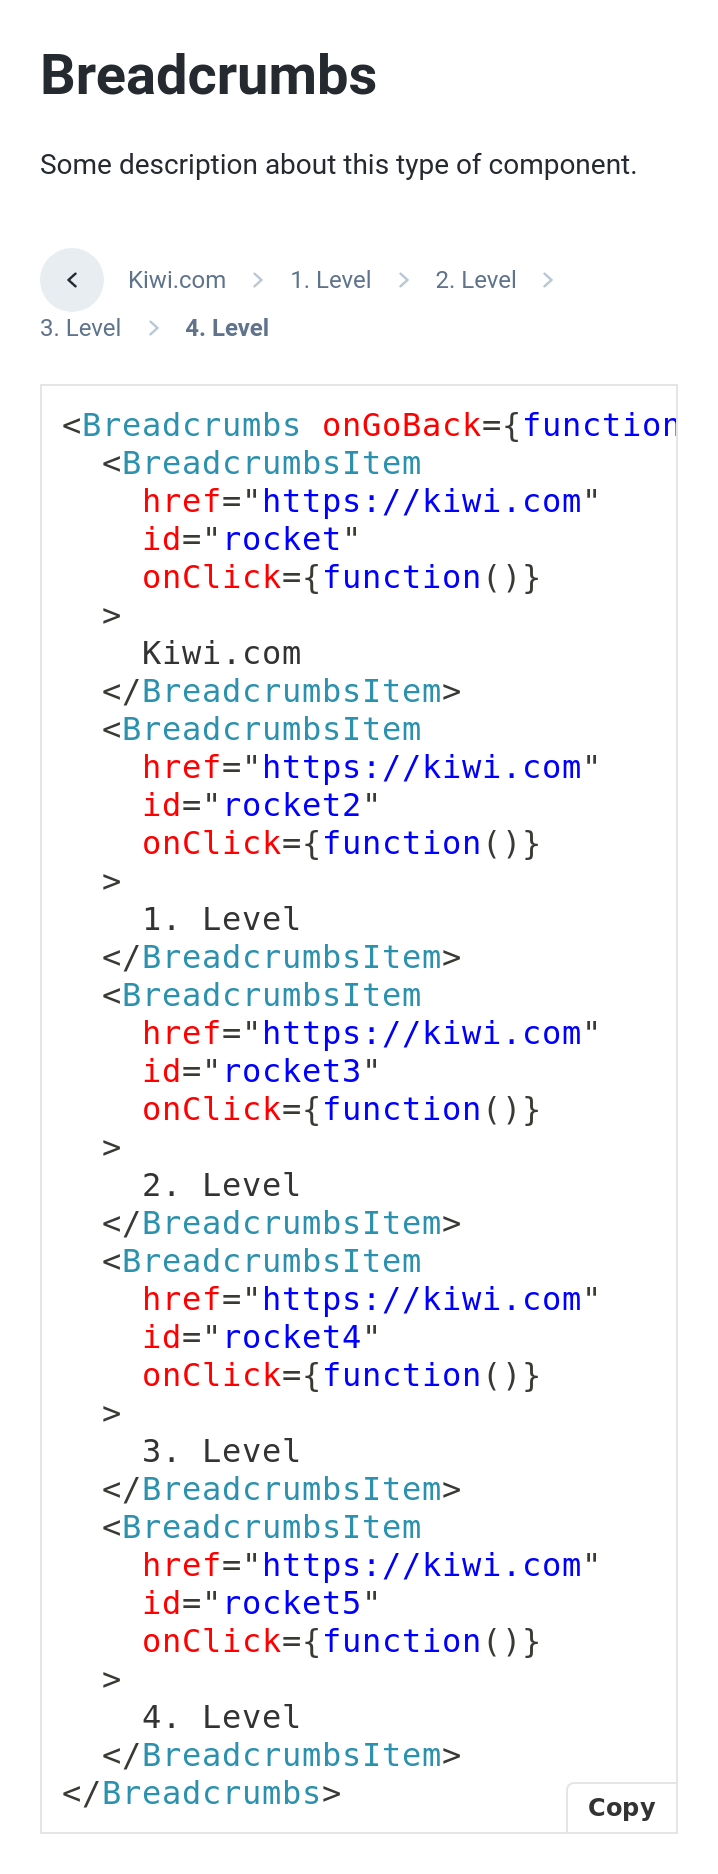 Breadcrumbs
Some description about this type of component.
Kiwi.com 1. Level 2. Level
3. Level 4. Level
<Breadcrumbs onGoBack={function
  <BreadcrumbsItem
    href="https://kiwi.com"
    id="rocket"
    onClick={function()}
  >
    Kiwi.com
  </BreadcrumbsItem>
  <BreadcrumbsItem
    href="https://kiwi.com"
    id="rocket2"
    onClick={function()}
  >
    1. Level
  </BreadcrumbsItem>
  <BreadcrumbsItem
    href="https://kiwi.com"
    id="rocket3"
    onClick={function()}
  >
    2. Level
  </BreadcrumbsItem>
  <BreadcrumbsItem
    href="https://kiwi.com"
    id="rocket4"
    onClick={function()}
  >
    3. Level
  </BreadcrumbsItem>
  <BreadcrumbsItem
    href="https://kiwi.com"
    id="rocket5"
    onClick={function()}
  >
    4. Level
  </BreadcrumbsItem>
</Breadcrumbs>
Copy